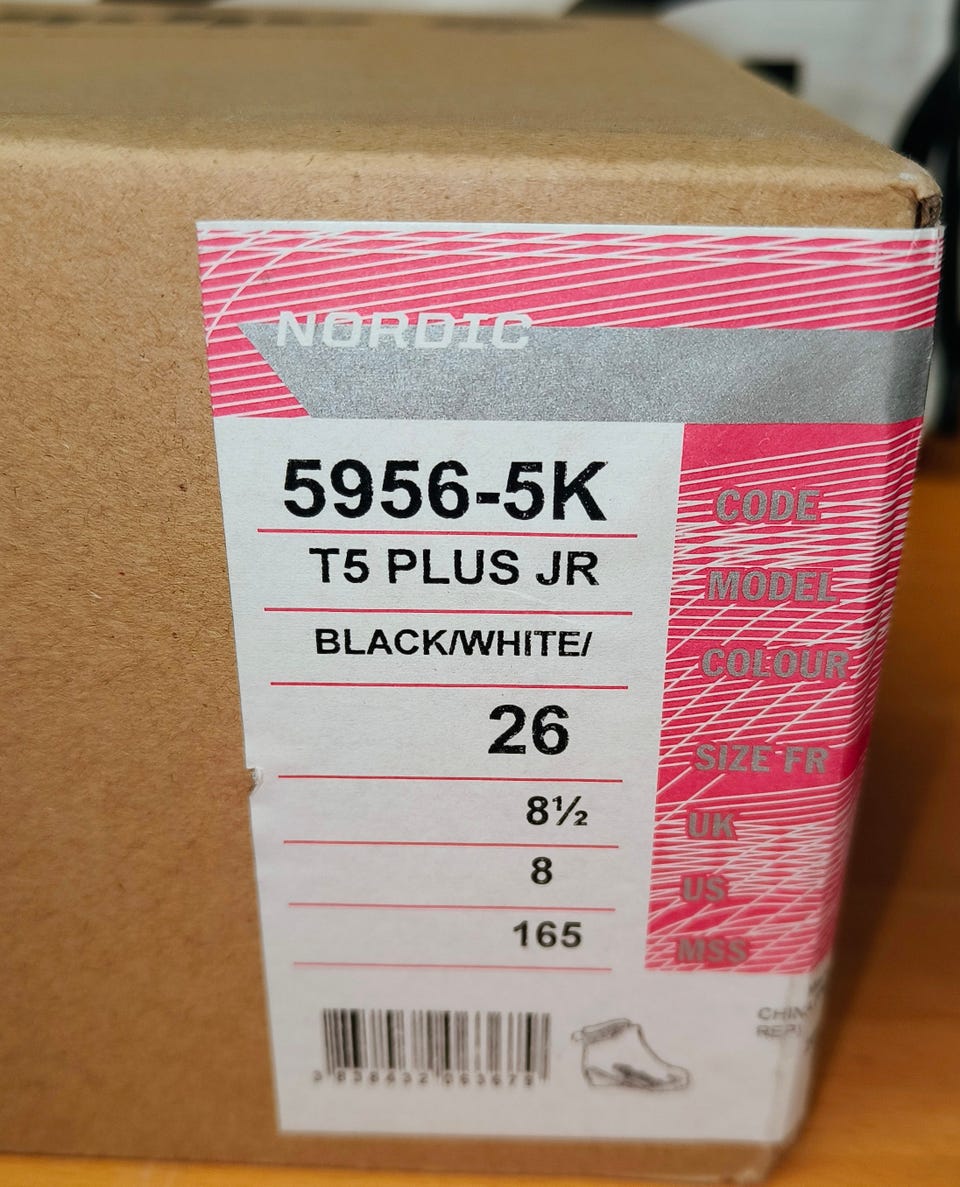 NORDIC
5956-5K CODE
T5 PLUS JR MODEL
BLACK/WHITE/ COLOUR
26 SIZE FR
8½ UK
8 US
165 MSS